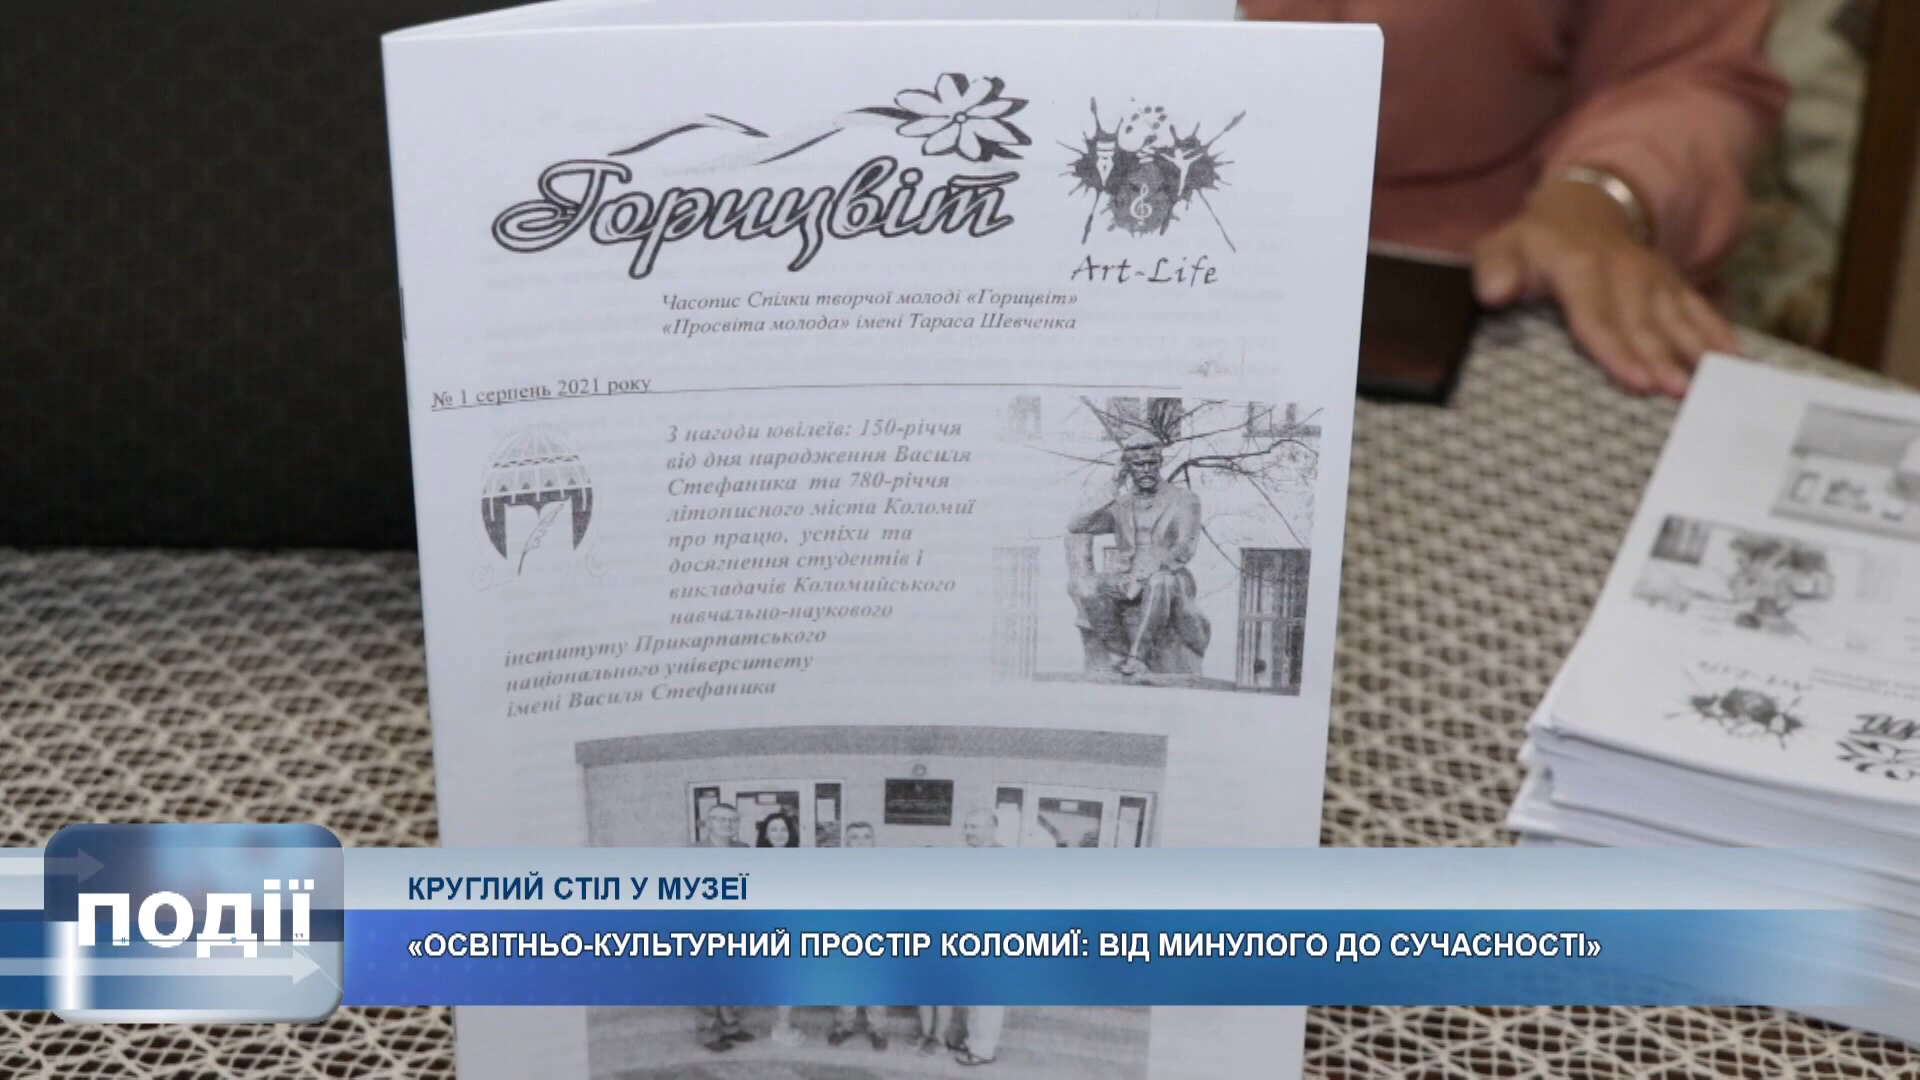 Горицвіт
Art-Life
Часопис Спілки творчої молоді «Горицвіт»
«Просвіта молода» імені Тараса Шевченка
№ 1 серпень 2021 року
З нагоди ювілеїв: 150-річчя
від дня народження Василя
Стефаника та 780-річчя
літописного міста Коломиї
про працю, успіхи та
досягнення студентів і
викладачів Коломийського
навчально-наукового
інституту Прикарпатського
національного університету
імені Василя Стефаника
Art-Life
ПОДІЇ
КРУГЛИЙ СТІЛ У МУЗЕЇ
«ОСВІТНЬО-КУЛЬТУРНИЙ ПРОСТІР КОЛОМИЇ: ВІД МИНУЛОГО ДО СУЧАСНОСТІ»